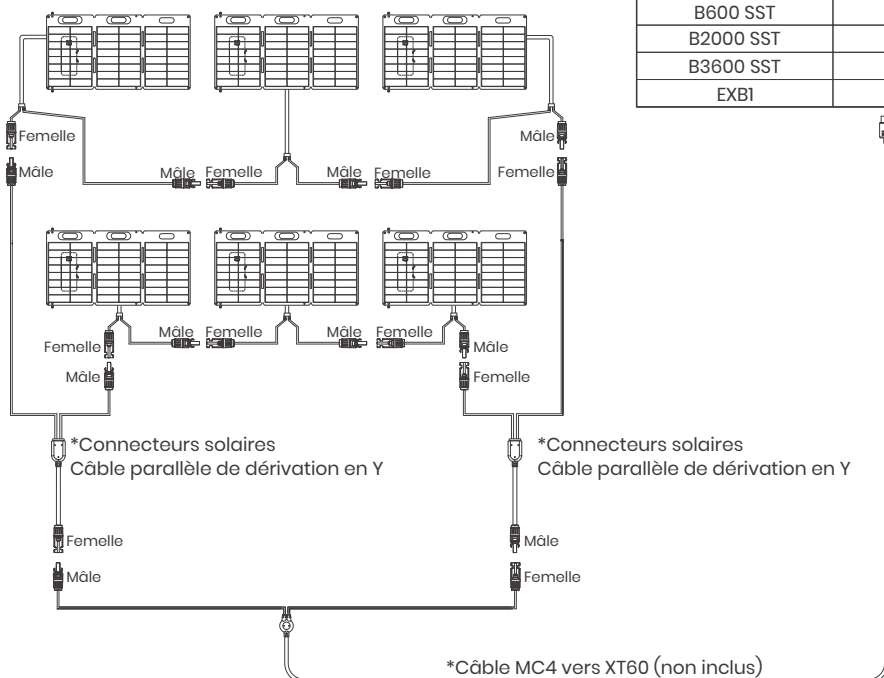 B600 SST
B2000 SST
B3600 SST
EXB1
Femelle
Mâle
Mâle Femelle
Mâle Femelle
Mâle
Femelle
Mâle Femelle
Mâle Femelle
Femelle
Mâle
Mâle
Femelle
*Connecteurs solaires
Câble parallèle de dérivation en Y
*Connecteurs solaires
Câble parallèle de dérivation en Y
Femelle
Mâle
Mâle
Femelle
*Câble MC4 vers XT60 (non inclus)